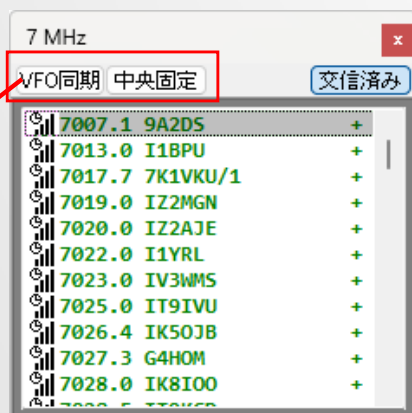 7 MHz
x
VFO同期 中央固定 交信済み
7007.1 9A2DS +
7013.0 I1BPU +
7017.7 7K1VKU/1 +
7019.0 IZ2MGN +
7020.0 IZ2AJE +
7022.0 I1YRL +
7023.0 IV3WMS +
7025.0 IT9IVU +
7026.4 IK5OJB +
7027.3 G4HOM +
7028.0 IK8IOO +